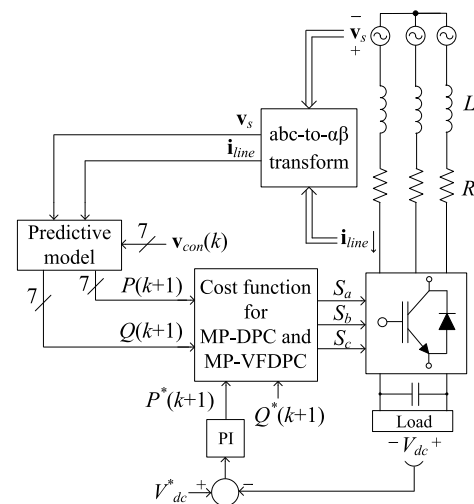 − v_s +
v_s
i_line
abc-to-αβ
transform
L
R
i_line
Predictive
model
7
v_con(k)
7
7
P(k+1)
Q(k+1)
Cost function
for
MP-DPC and
MP-VFDPC
S_a
S_b
S_c
P^*(k+1)
Q^*(k+1)
PI
Load
− V_dc +
V^*_dc
+
−